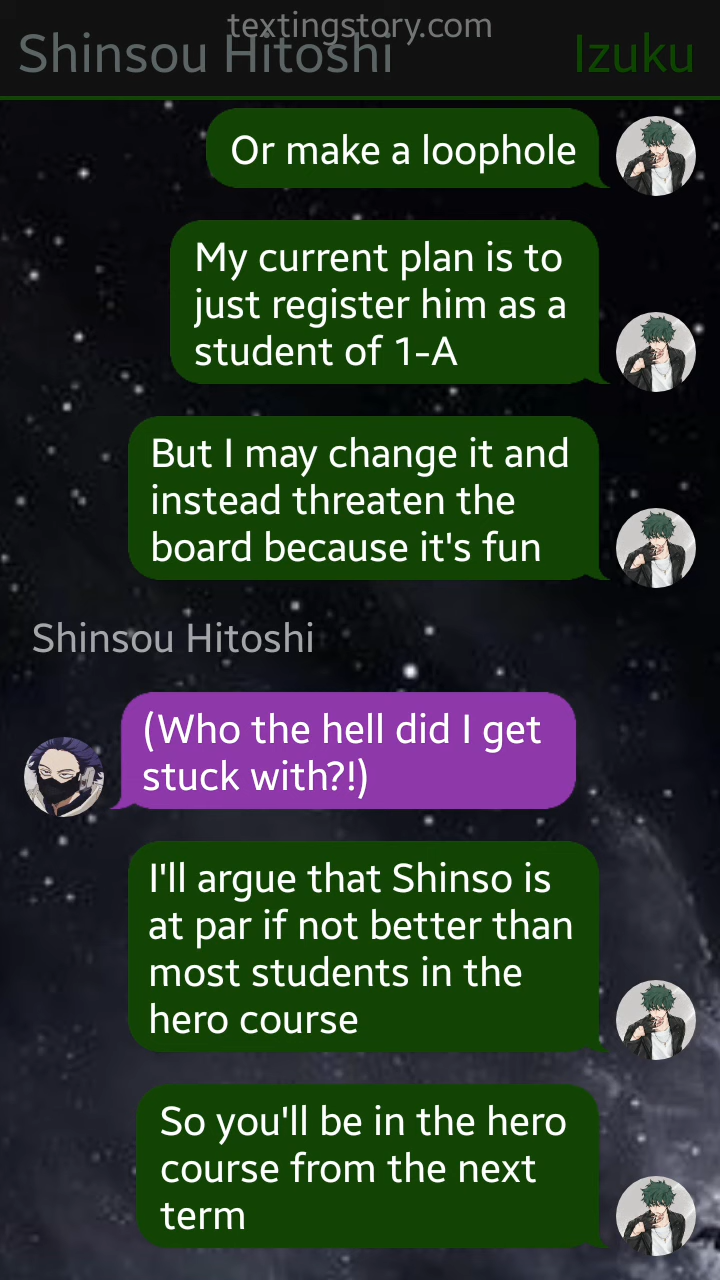 textingstory.com
Shinsou Hitoshi
Izuku
Or make a loophole
My current plan is to
just register him as a
student of 1-A
But I may change it and
instead threaten the
board because it's fun
Shinsou Hitoshi
(Who the hell did I get
stuck with?!)
I'll argue that Shinso is
at par if not better than
most students in the
hero course
So you'll be in the hero
course from the next
term